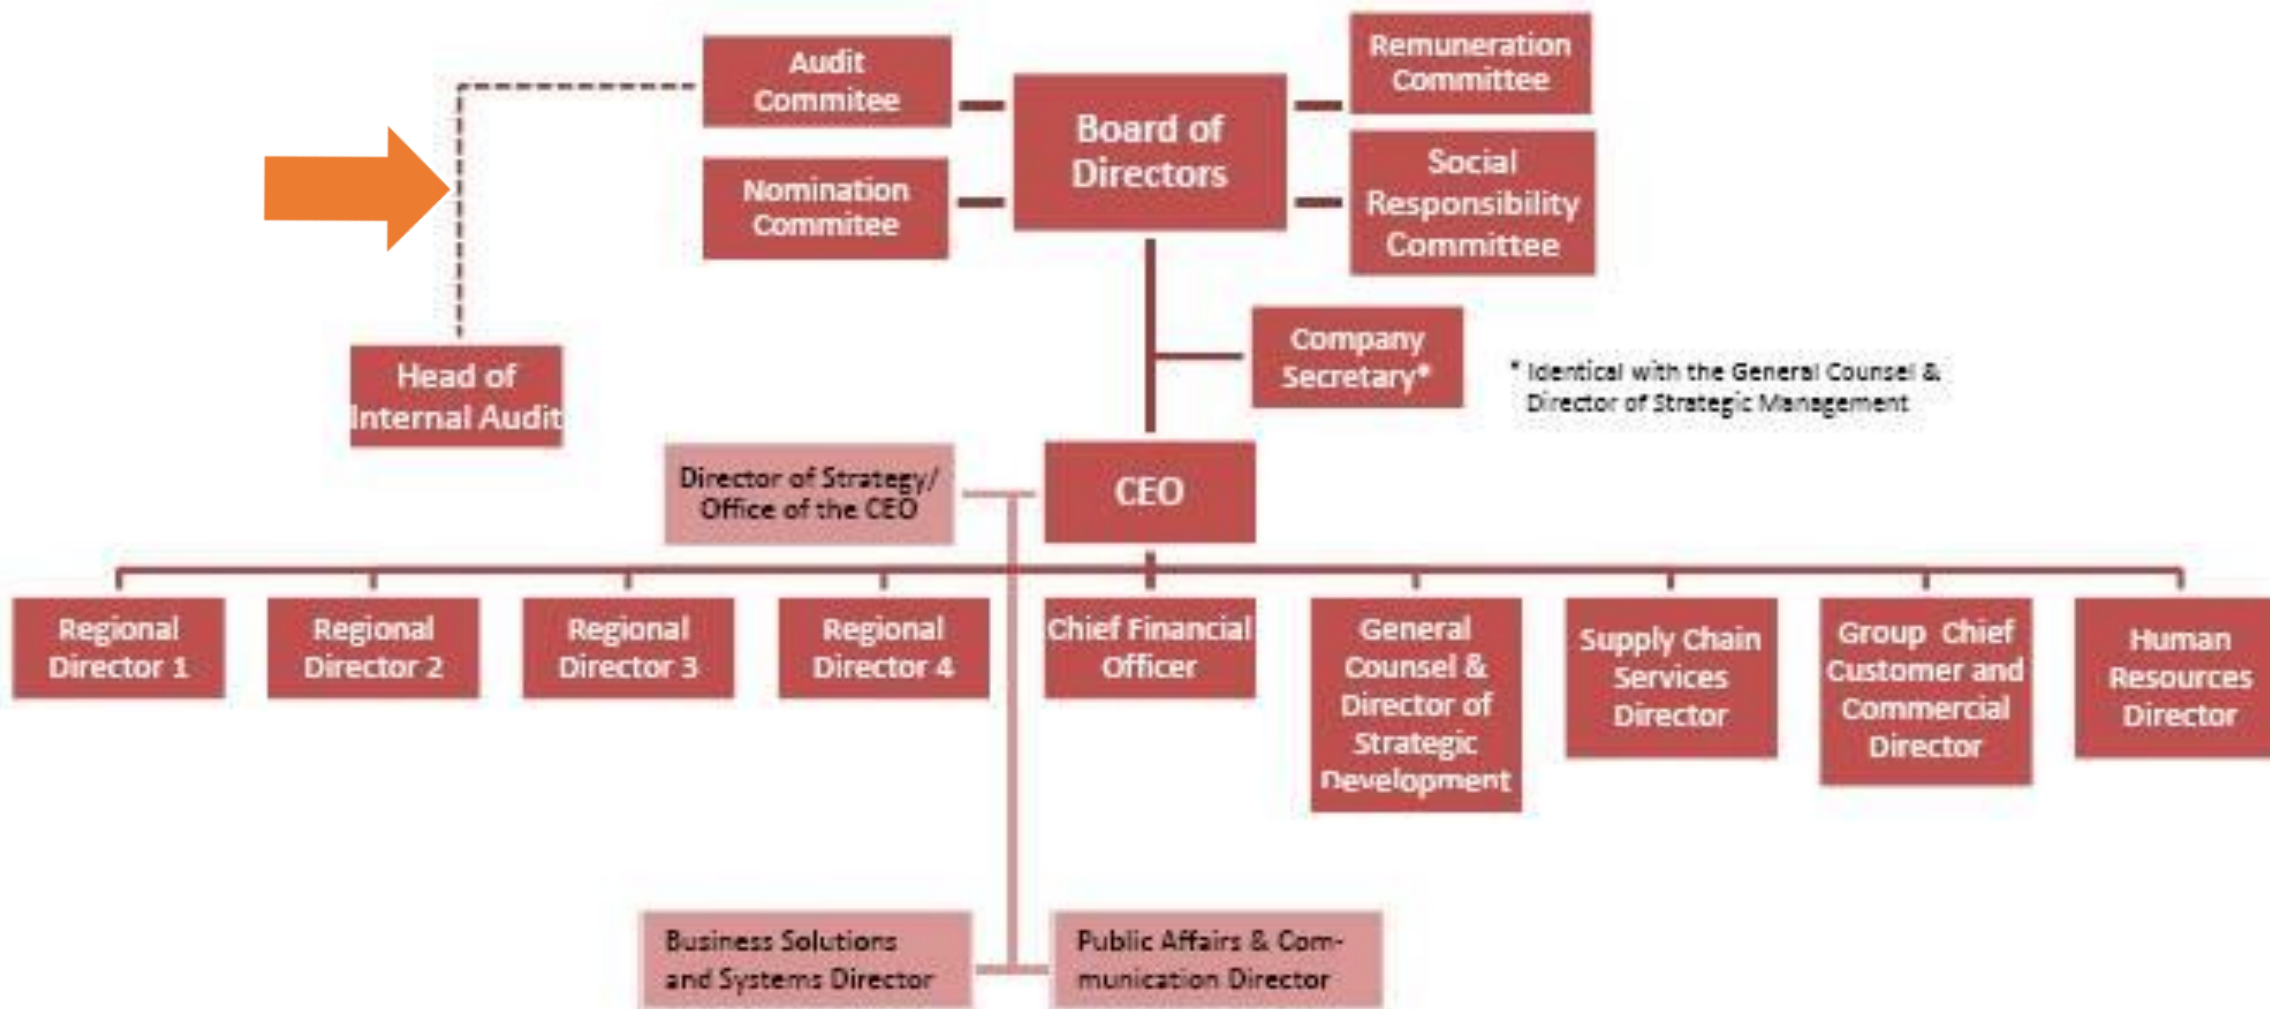 Audit
Commitee
Nomination
Commitee
Board of
Directors
Remuneration
Committee
Social
Responsibility
Committee
Head of
Internal Audit
Company
Secretary*
* Identical with the General Counsel &
Director of Strategic Management
Director of Strategy/
Office of the CEO
CEO
Regional
Director 1
Regional
Director 2
Regional
Director 3
Regional
Director 4
Chief Financial
Officer
General
Counsel &
Director of
Strategic
Development
Supply Chain
Services
Director
Group Chief
Customer and
Commercial
Director
Human
Resources
Director
Business Solutions
and Systems Director
Public Affairs & Com-
munication Director